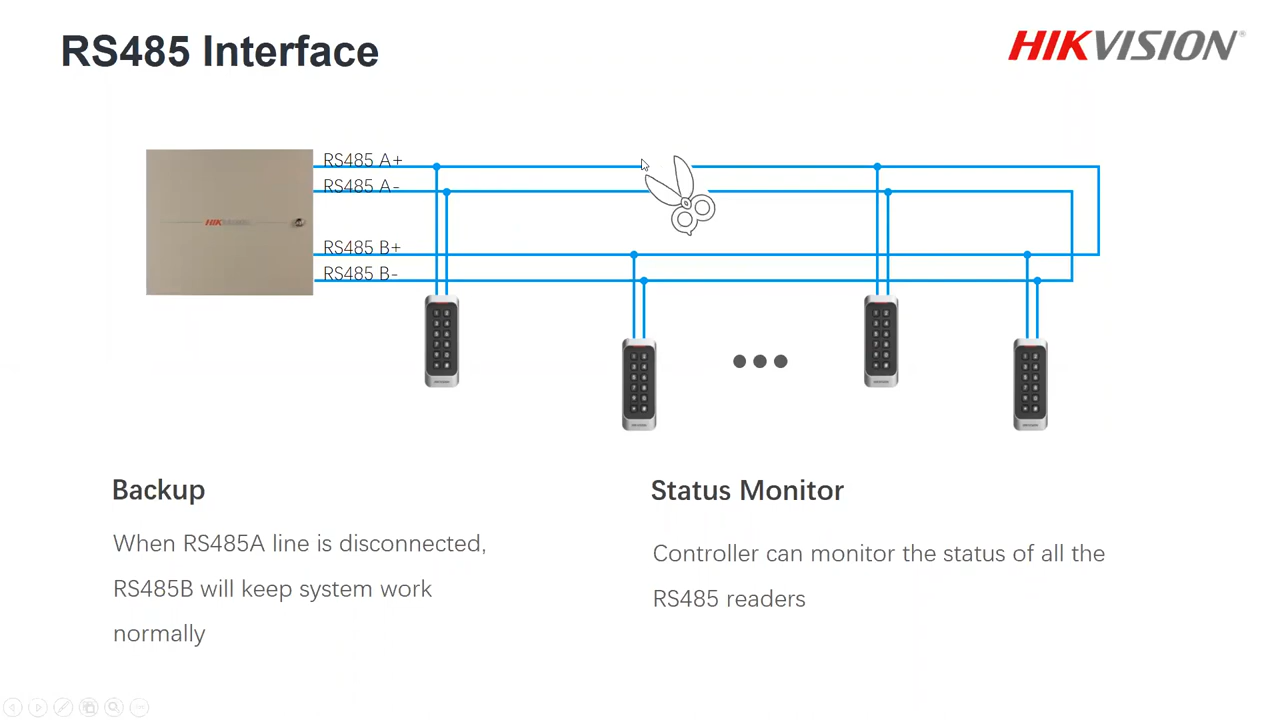 RS485 Interface
HIKVISION®
RS485 A+
RS485 A-
RS485 B+
RS485 B-
HIKVISION
Backup
When RS485A line is disconnected,
RS485B will keep system work
normally
Status Monitor
Controller can monitor the status of all the
RS485 readers